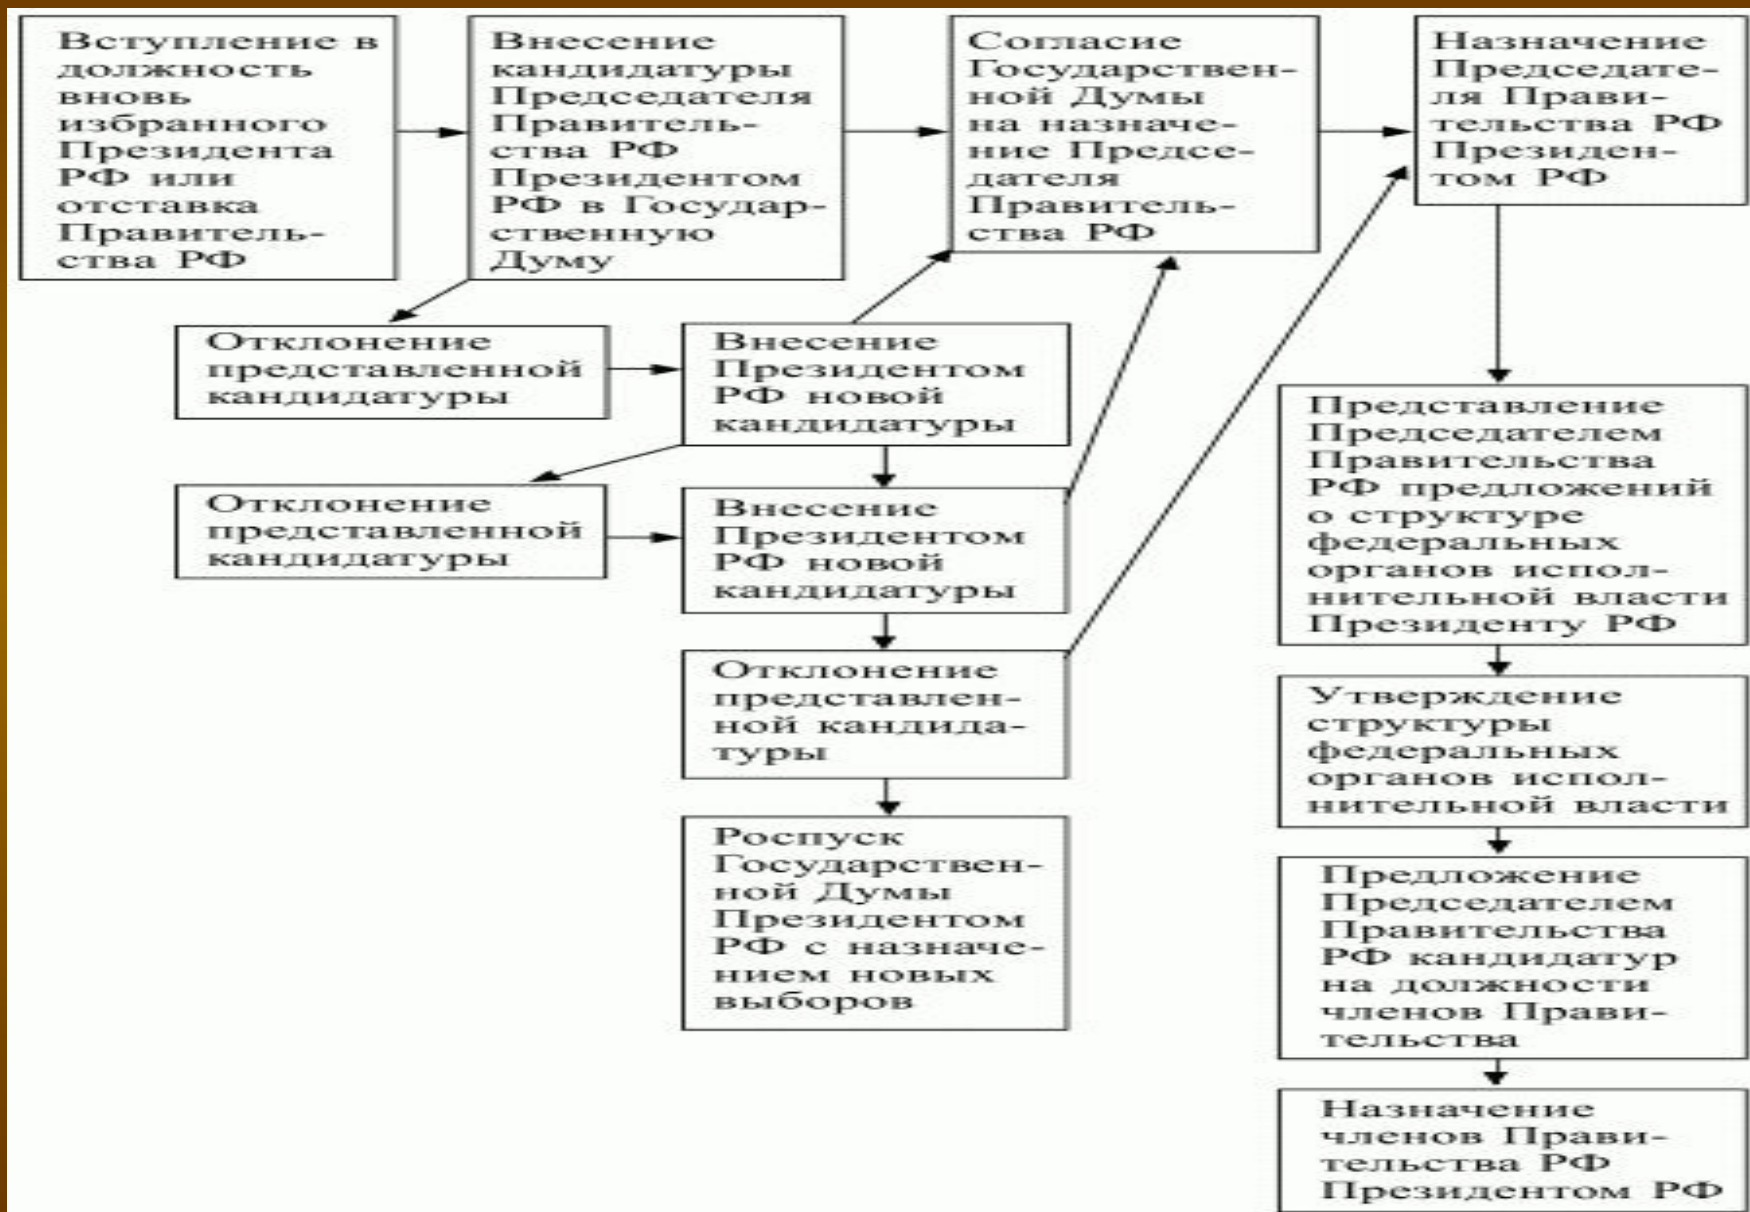 Вступление в
должность
вновь
избранного
Президента
РФ или
отставка
Правитель-
ства РФ
Внесение
кандидатуры
Председателя
Правитель-
ства РФ
Президентом
РФ в Государ-
ственную
Думу
Согласие
Государствен-
ной Думы
на назначе-
ние Предсе-
дателя
Правитель-
ства РФ
Назначение
Председате-
ля Прави-
тельства РФ
Президен-
том РФ
Отклонение
представленной
кандидатуры
Внесение
Президентом
РФ новой
кандидатуры
Отклонение
представленной
кандидатуры
Внесение
Президентом
РФ новой
кандидатуры
Отклонение
представлен-
ной кандида-
туры
Роспуск
Государствен-
ной Думы
Президентом
РФ с назначе-
нием новых
выборов
Представление
Председателем
Правительства
РФ предложений
о структуре
федеральных
органов испол-
нительной власти
Президенту РФ
Утверждение
структуры
федеральных
органов испол-
нительной власти
Предложение
Председателем
Правительства
РФ кандидатур
на должности
членов Прави-
тельства
Назначение
членов Прави-
тельства РФ
Президентом РФ